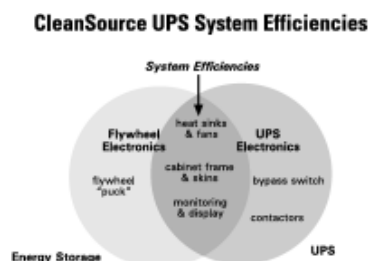 CleanSource UPS System Efficiencies
System Efficiencies
heat sinks
& fans
Flywheel
Electronics
UPS
Electronics
cabinet frame
& skins
flywheel
"puck"
bypass switch
monitoring
& display
contactors
Energy Storage
UPS